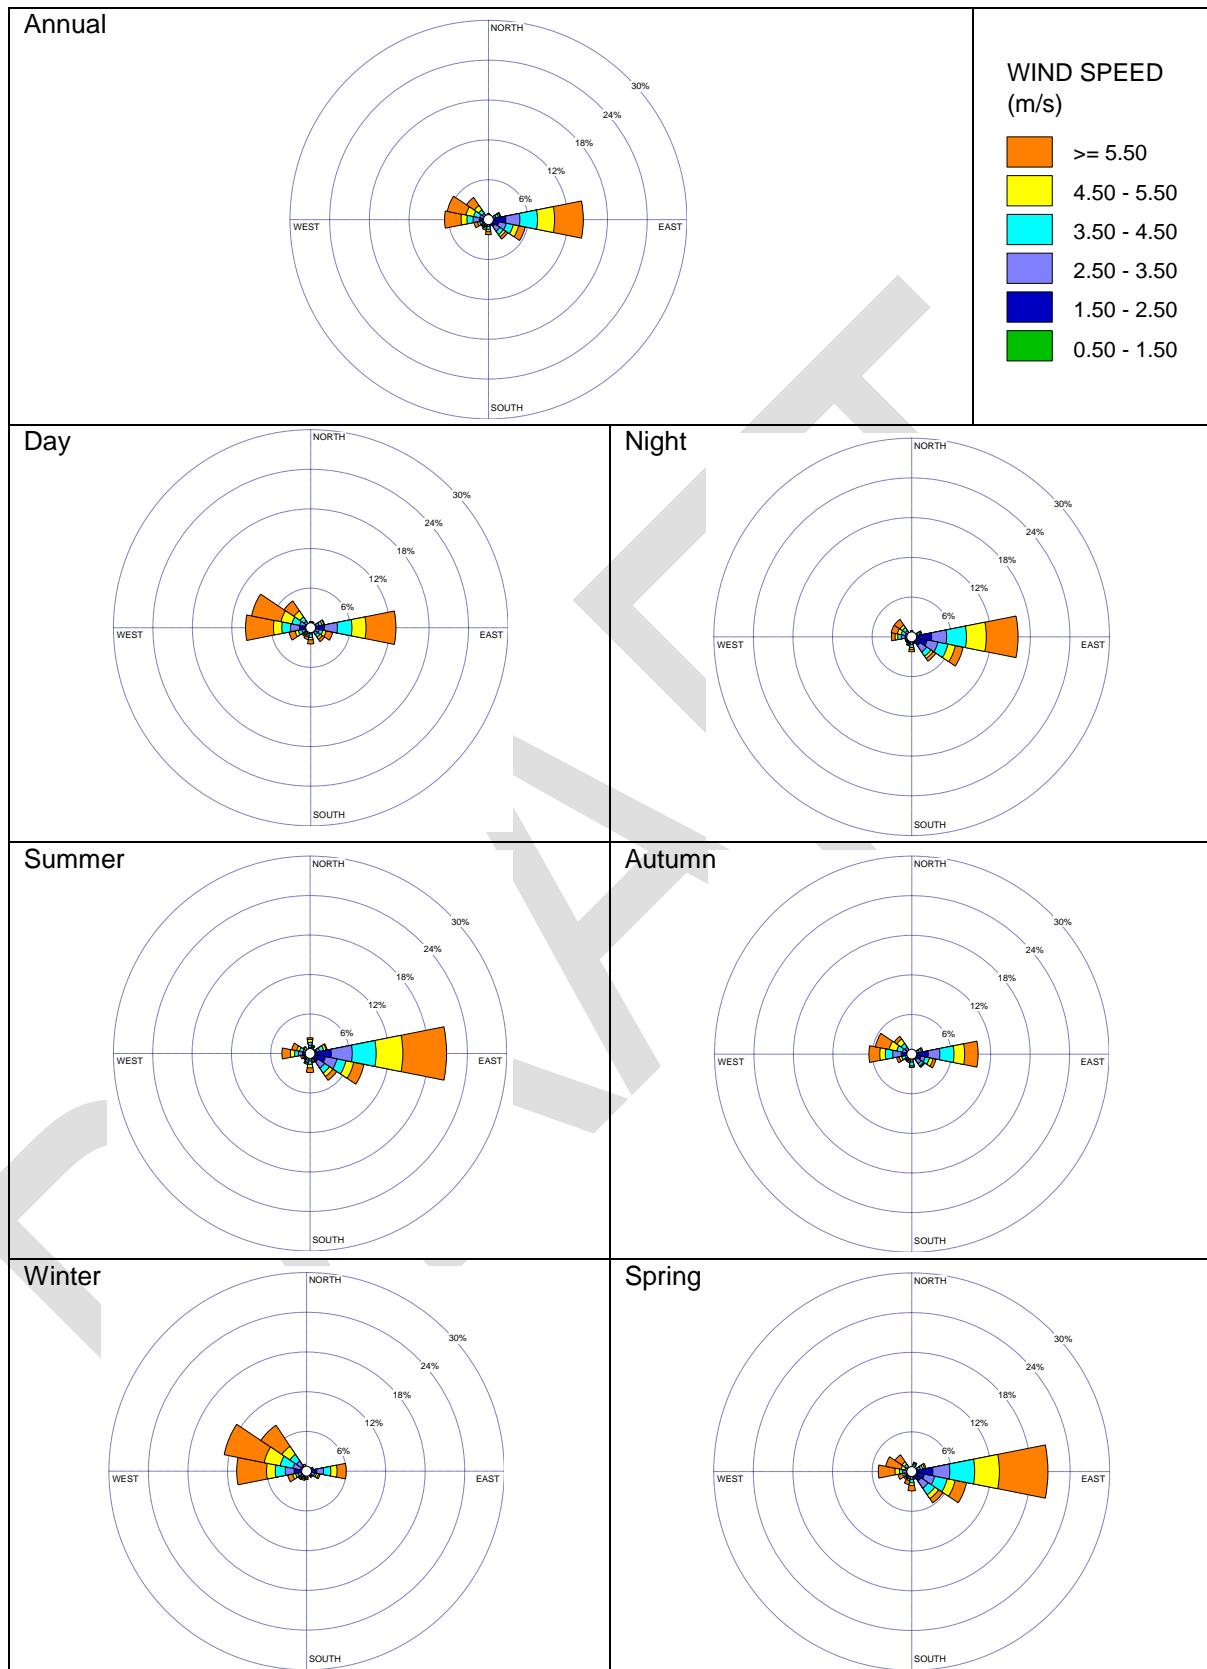 Annual
NORTH
30%
24%
18%
12%
6%
WEST
EAST
SOUTH
WIND SPEED
(m/s)
>= 5.50
4.50 - 5.50
3.50 - 4.50
2.50 - 3.50
1.50 - 2.50
0.50 - 1.50
Day
NORTH
30%
24%
18%
12%
6%
WEST
EAST
SOUTH
Night
NORTH
30%
24%
18%
12%
6%
WEST
EAST
SOUTH
Summer
NORTH
30%
24%
18%
12%
6%
WEST
EAST
SOUTH
Autumn
NORTH
30%
24%
18%
12%
6%
WEST
EAST
SOUTH
Winter
NORTH
30%
24%
18%
12%
6%
WEST
EAST
SOUTH
Spring
NORTH
30%
24%
18%
12%
6%
WEST
EAST
SOUTH
DRAFT